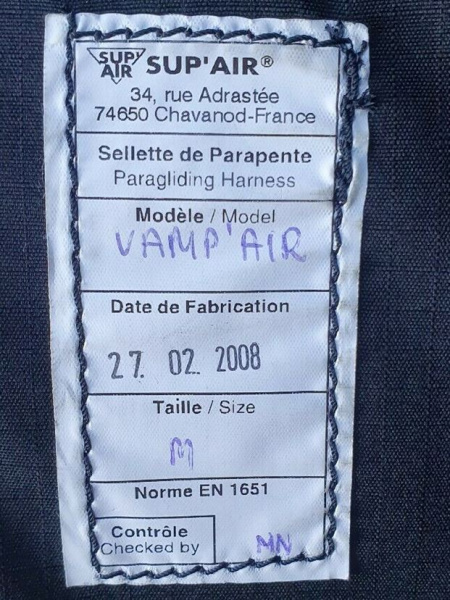 SUP' AIR SUP'AIR®
34, rue Adrastée
74650 Chavanod-France
Sellette de Parapente
Paragliding Harness
Modèle / Model
VAMP'AIR
Date de Fabrication
27. 02. 2008
Taille / Size
M
Norme EN 1651
Contrôle
Checked by MN